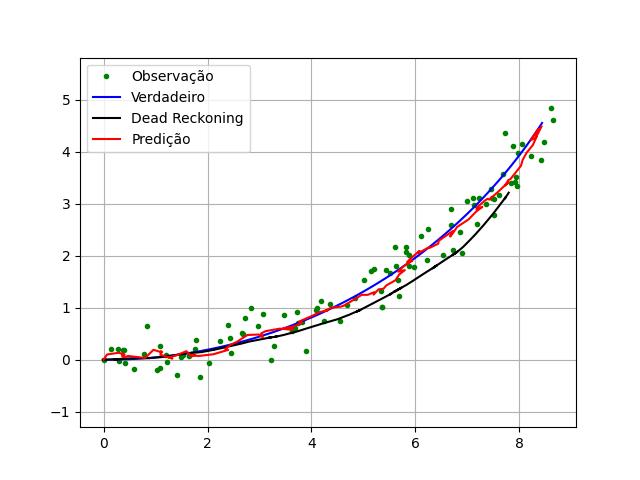 Observação
Verdadeiro
Dead Reckoning
Predição
5
4
3
2
1
0
−1
0 2 4 6 8